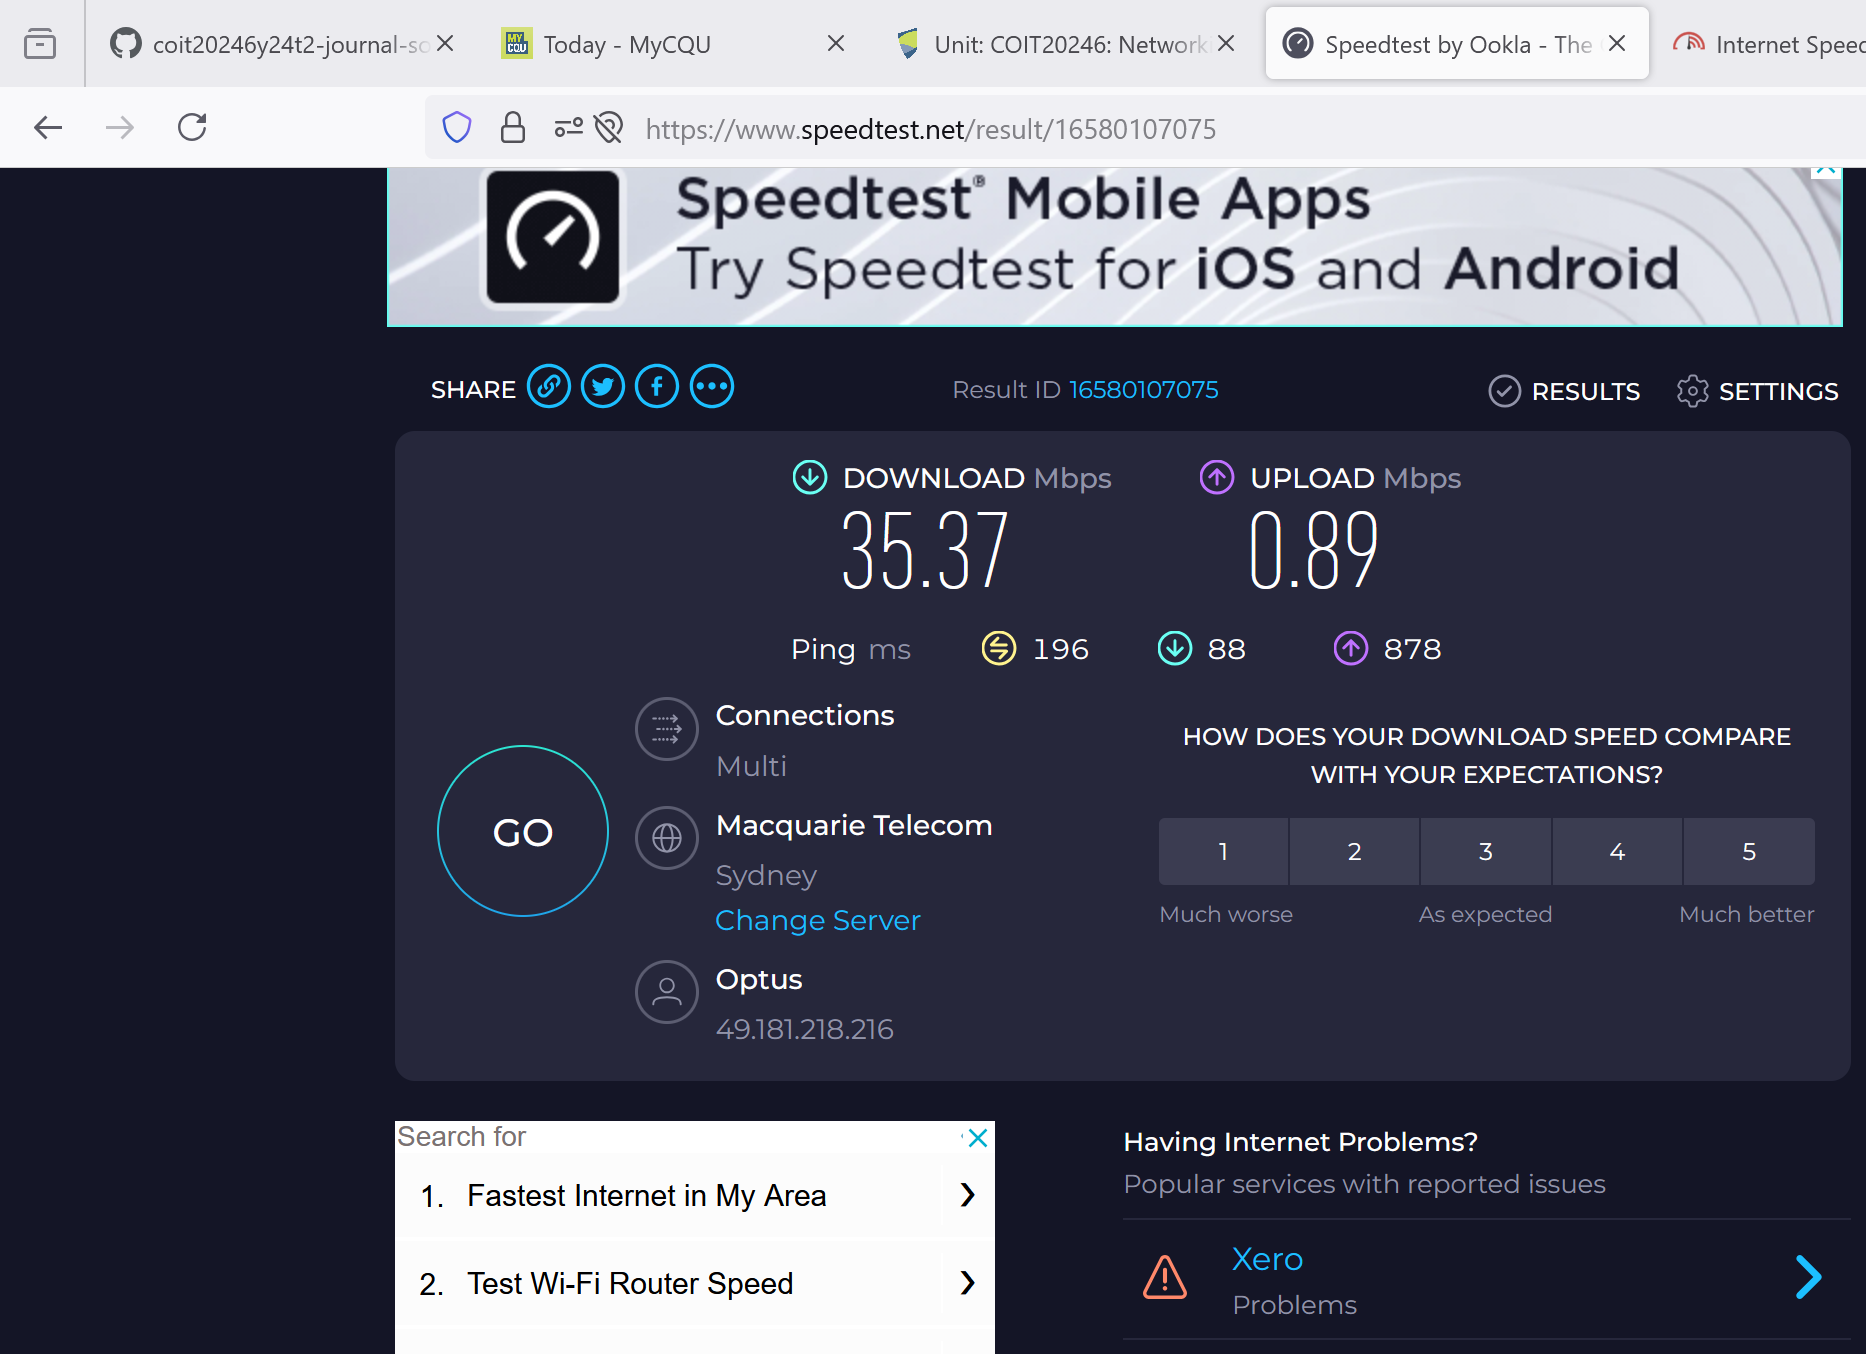 coit20246y24t2-journal-so
MY CQU
Today - MyCQU
Unit: COIT20246: Networki
Speedtest by Ookla - The
Internet Speed
https://www.speedtest.net/result/16580107075
Speedtest® Mobile Apps
Try Speedtest for iOS and Android
SHARE
Result ID 16580107075
RESULTS
SETTINGS
DOWNLOAD Mbps
35.37
UPLOAD Mbps
0.89
Ping ms
196
88
878
GO
Connections
Multi
Macquarie Telecom
Sydney
Change Server
Optus
49.181.218.216
HOW DOES YOUR DOWNLOAD SPEED COMPARE
WITH YOUR EXPECTATIONS?
1 2 3 4 5
Much worse As expected Much better
Search for
1. Fastest Internet in My Area
2. Test Wi-Fi Router Speed
Having Internet Problems?
Popular services with reported issues
Xero
Problems